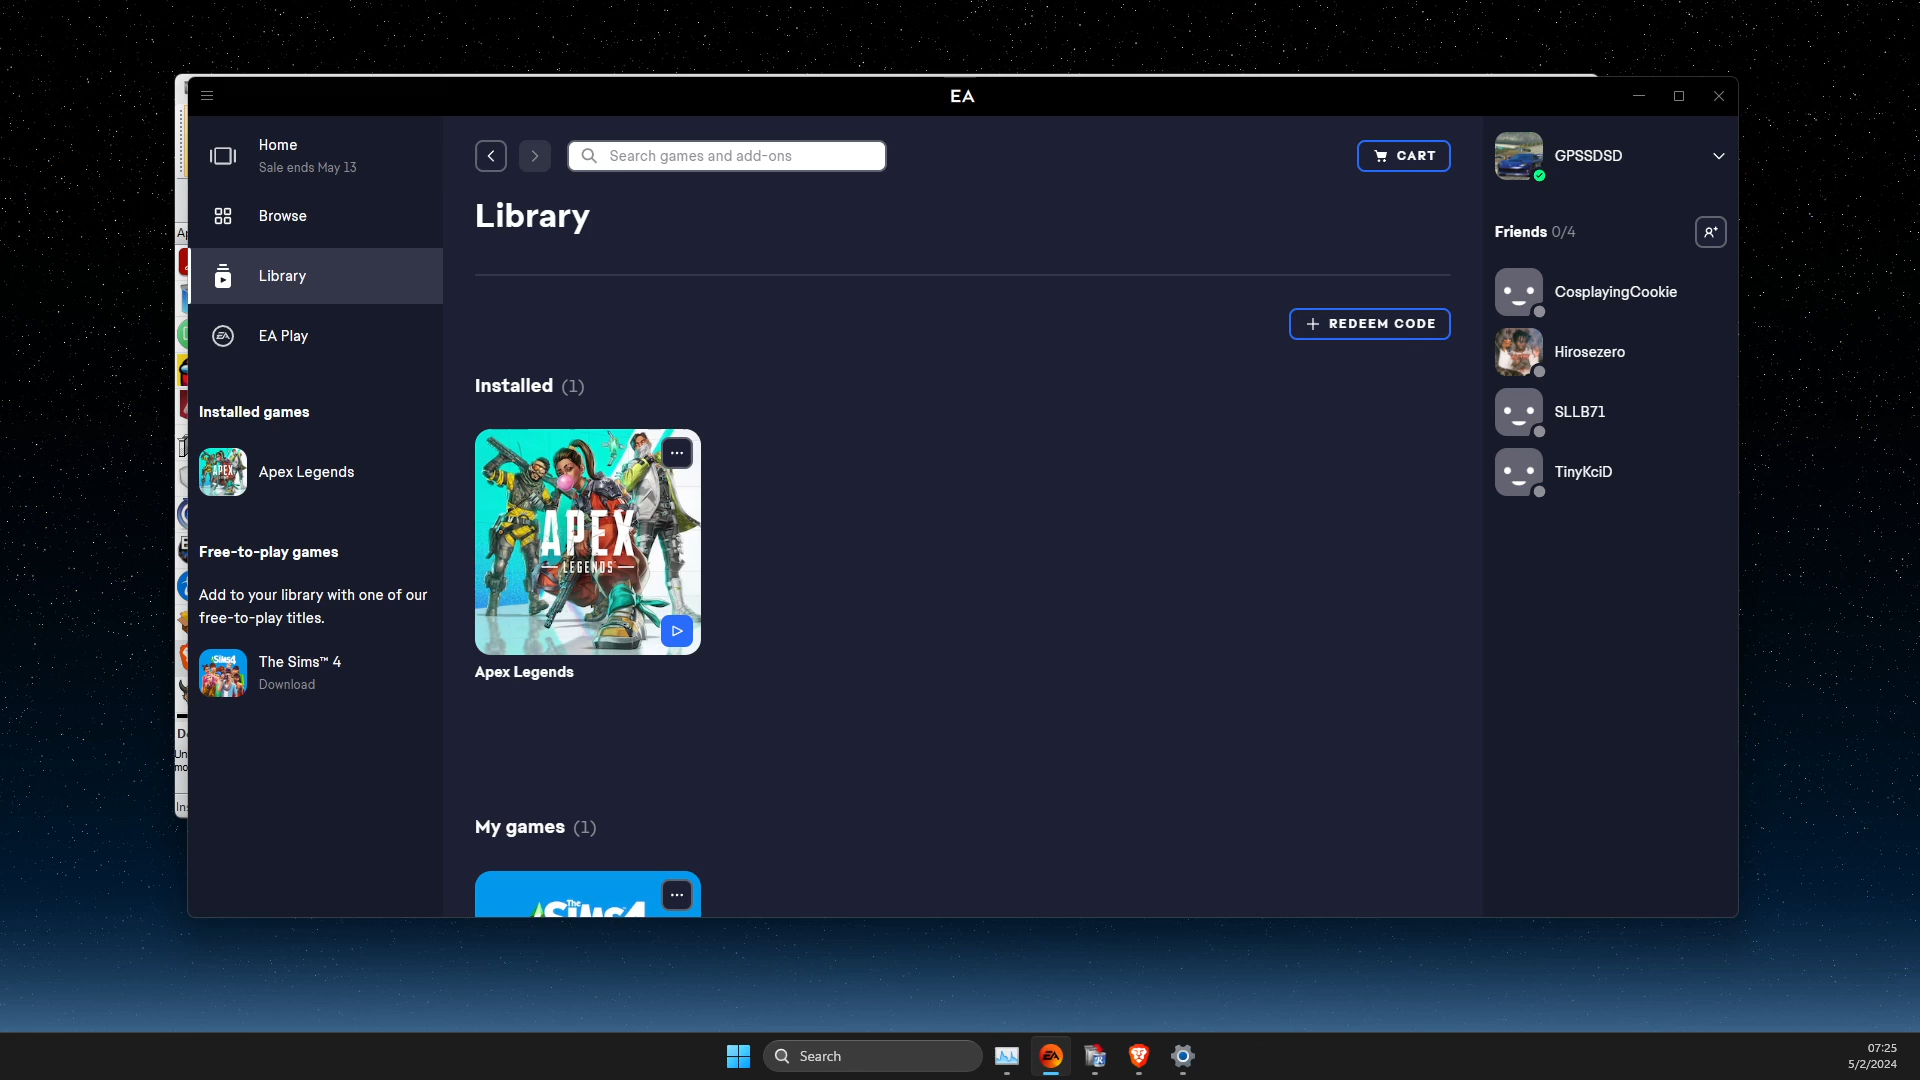 EA
Home
Sale ends May 13
Browse
Library
EA Play
Installed games
Apex Legends
Free-to-play games
Add to your library with one of our
free-to-play titles.
The Sims™ 4
Download
Search games and add-ons
CART
Library
REDEEM CODE
Installed (1)
APEX
LEGENDS
Apex Legends
My games (1)
The
SIMS 4
GPSSDSD
Friends 0/4
CosplayingCookie
Hirosezero
SLLB71
TinyKciD
Search
07:25
5/2/2024